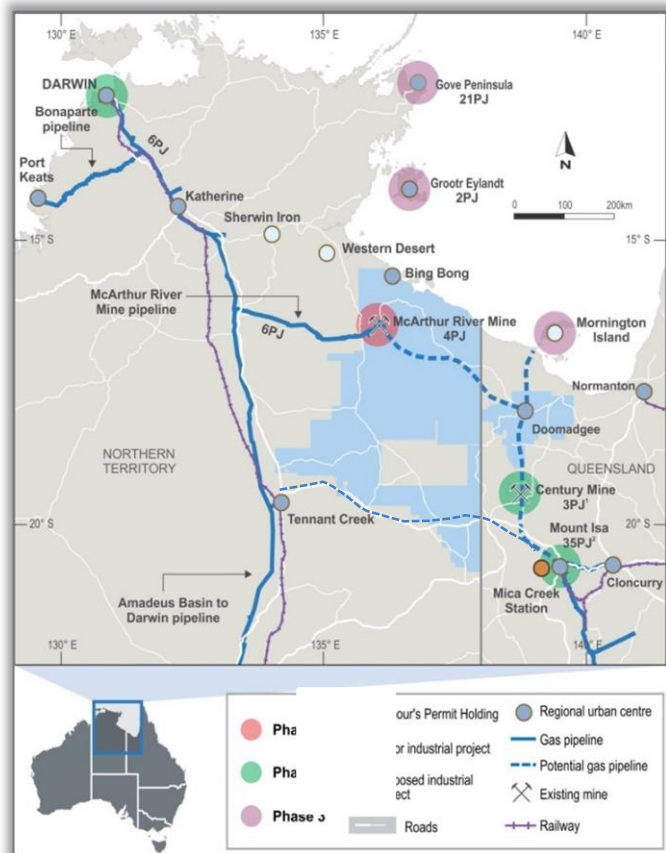 130° E
135° E
140° E
DARWIN
Bonaparte
pipeline
6PJ
Port
Keats
Katherine
Gove Peninsula
21PJ
Grootr Eylandt
2PJ
N
0 100 200km
Sherwin Iron
Western Desert
15° S
15° S
Bing Bong
McArthur River
Mine pipeline
6PJ
McArthur River Mine
4PJ
Mornington
Island
Normanton
Doomadgee
NORTHERN
TERRITORY
QUEENSLAND
Century Mine
3PJ¹
20° S
Tennant Creek
Mount Isa
20° S
35PJ²
Mica Creek
Station
Cloncurry
Amadeus Basin to
Darwin pipeline
130° E
135° E
140° E
Pha
Pha
Phase 3
our's Permit Holding
or industrial project
osed industrial
ect
Roads
Regional urban centre
Gas pipeline
Potential gas pipeline
Existing mine
Railway